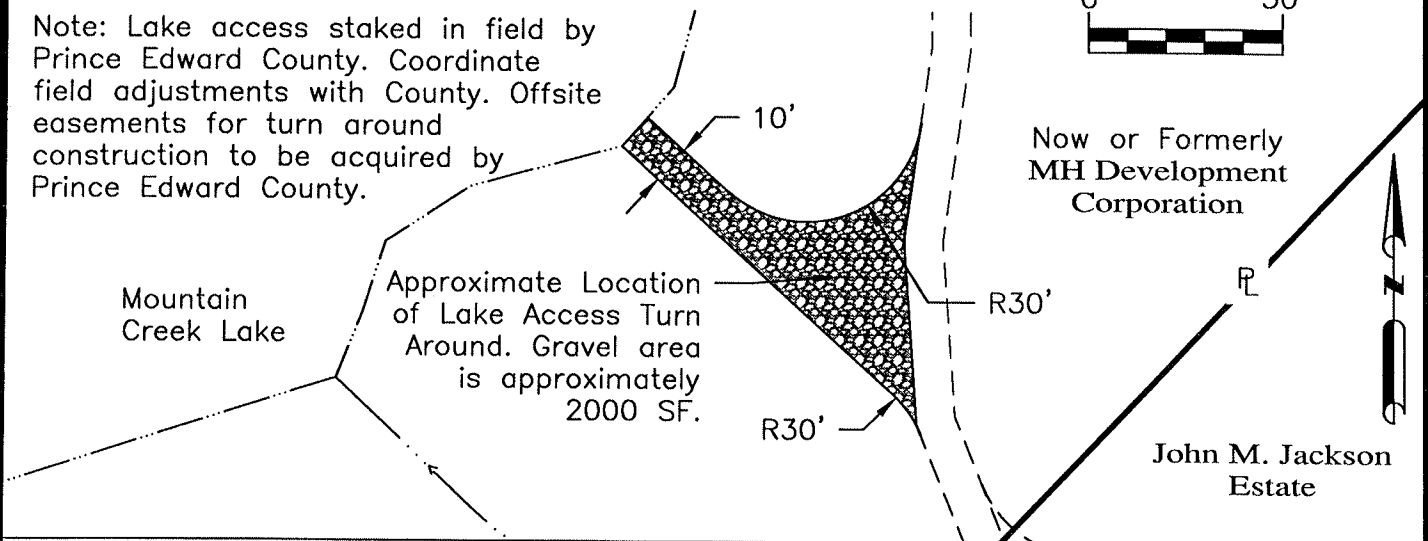 Note: Lake access staked in field by
Prince Edward County. Coordinate
field adjustments with County. Offsite
easements for turn around
construction to be acquired by
Prince Edward County.
10'
Now or Formerly
MH Development
Corporation
PL
N
Mountain
Creek Lake
Approximate Location
of Lake Access Turn
Around. Gravel area
is approximately
2000 SF.
R30'
R30'
John M. Jackson
Estate